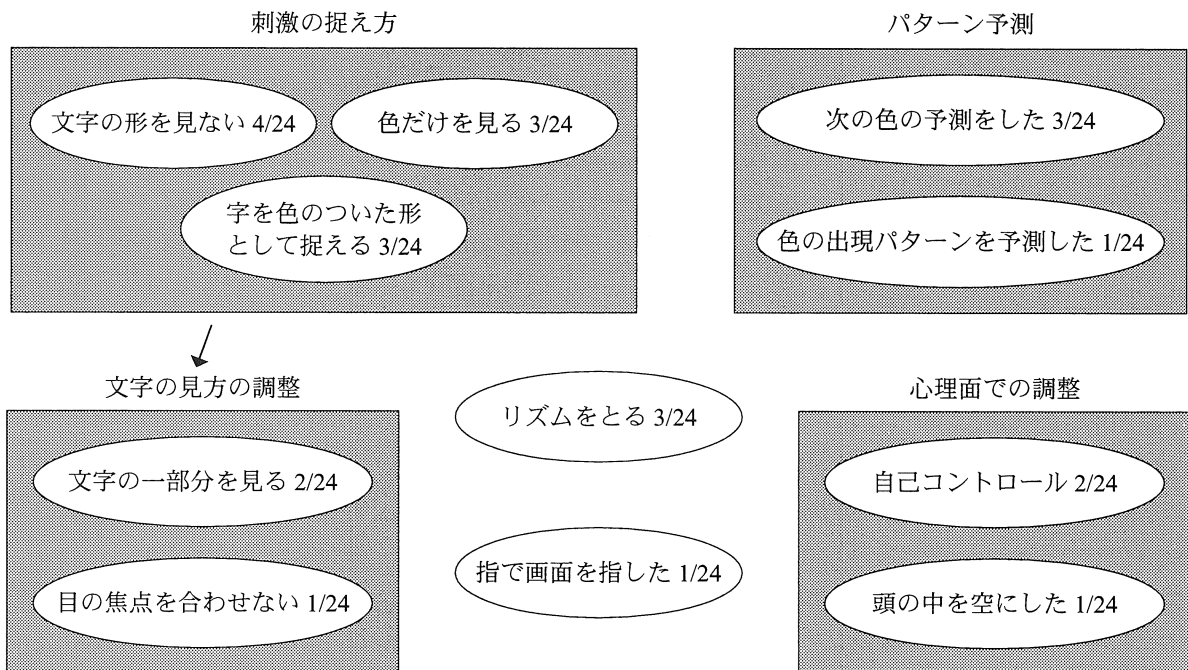 刺激の捉え方
文字の形を見ない 4/24
色だけを見る 3/24
字を色のついた形
として捉える 3/24
パターン予測
次の色の予測をした 3/24
色の出現パターンを予測した 1/24
文字の見方の調整
文字の一部分を見る 2/24
目の焦点を合わせない 1/24
リズムをとる 3/24
指で画面を指した 1/24
心理面での調整
自己コントロール 2/24
頭の中を空にした 1/24